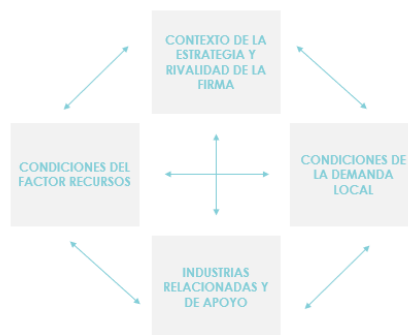 CONTEXTO DE LA
ESTRATEGIA Y
RIVALIDAD DE LA
FIRMA
CONDICIONES DEL
FACTOR RECURSOS
CONDICIONES DE
LA DEMANDA
LOCAL
INDUSTRIAS
RELACIONADAS Y
DE APOYO